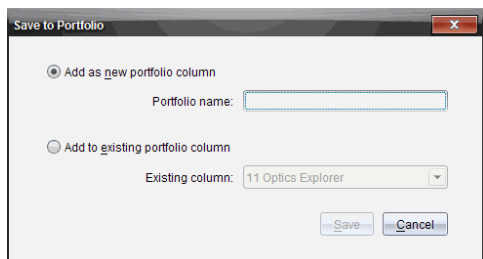 Save to Portfolio
Add as new portfolio column
Portfolio name:
Add to existing portfolio column
Existing column: 11 Optics Explorer
Save Cancel